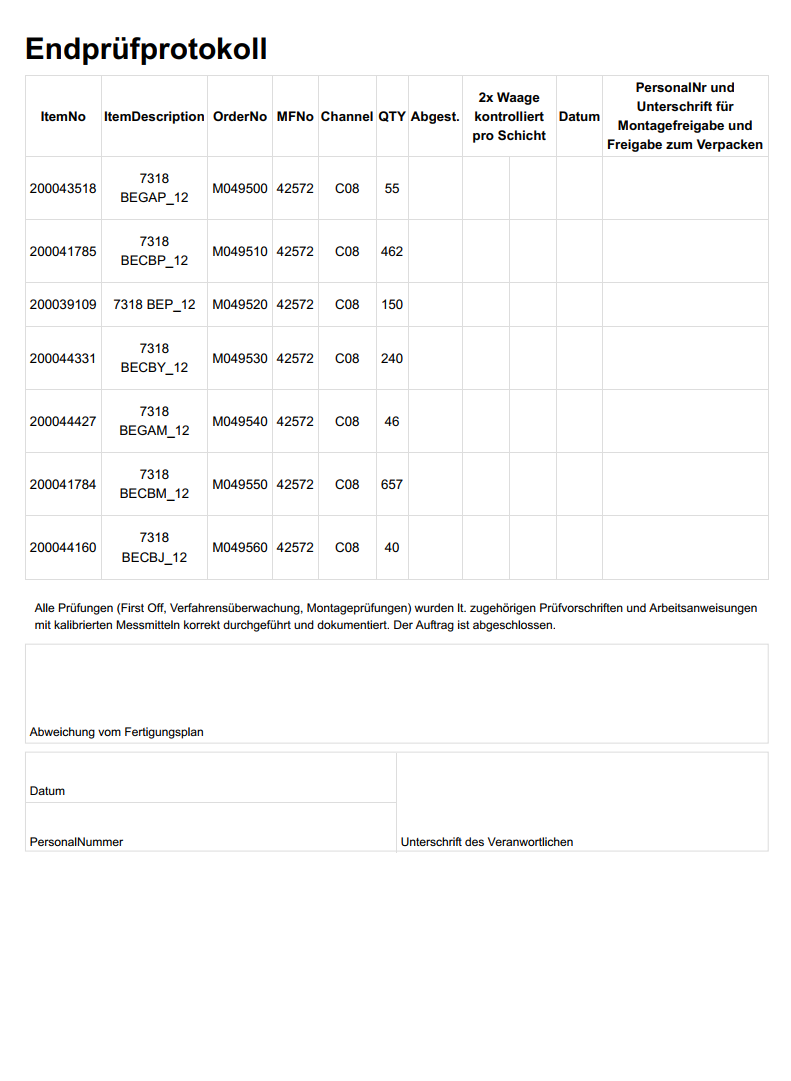 Endprüfprotokoll
ItemNo ItemDescription OrderNo MFNo Channel QTY Abgest. 2x Waage kontrolliert pro Schicht Datum PersonalNr und Unterschrift für Montagefreigabe und Freigabe zum Verpacken
200043518 7318 BEGAP_12 M049500 42572 C08 55
200041785 7318 BECBP_12 M049510 42572 C08 462
200039109 7318 BEP_12 M049520 42572 C08 150
200044331 7318 BECBY_12 M049530 42572 C08 240
200044427 7318 BEGAM_12 M049540 42572 C08 46
200041784 7318 BECBM_12 M049550 42572 C08 657
200044160 7318 BECBJ_12 M049560 42572 C08 40
Alle Prüfungen (First Off, Verfahrensüberwachung, Montageprüfungen) wurden lt. zugehörigen Prüfvorschriften und Arbeitsanweisungen
mit kalibrierten Messmitteln korrekt durchgeführt und dokumentiert. Der Auftrag ist abgeschlossen.
Abweichung vom Fertigungsplan
Datum
PersonalNummer
Unterschrift des Veranwortlichen